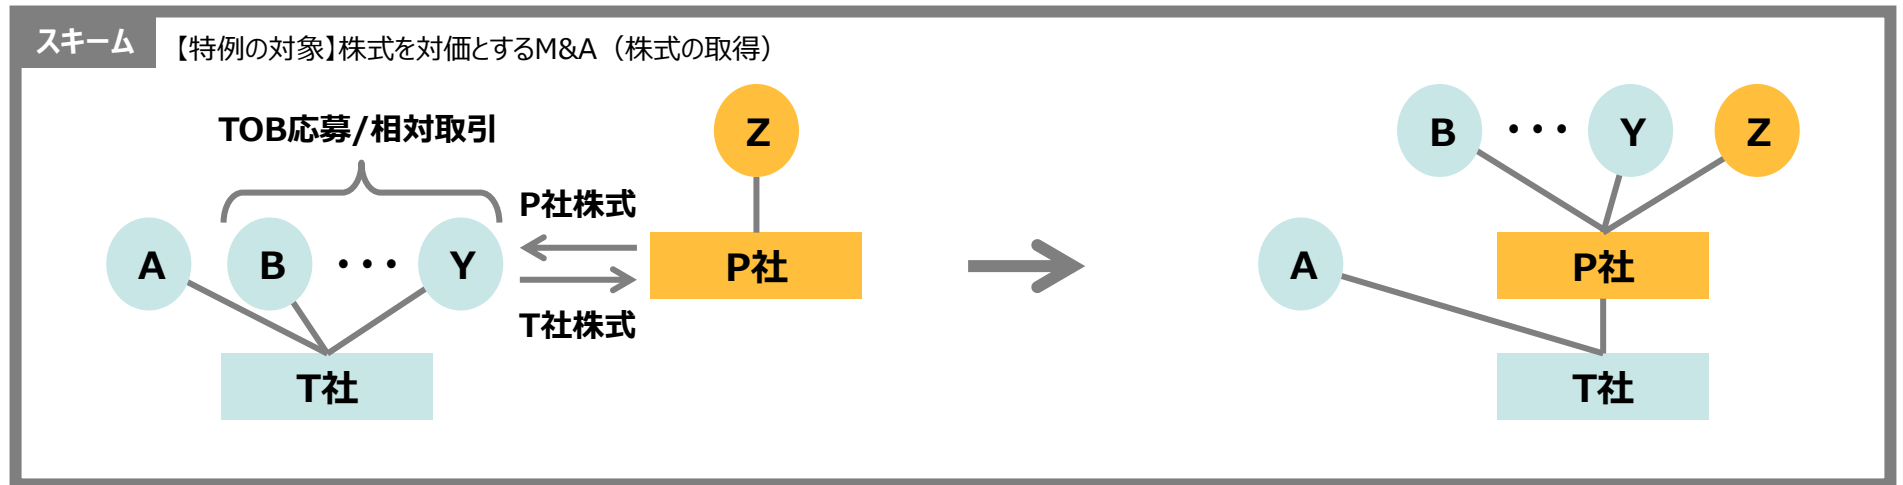 スキーム
【特例の対象】株式を対価とするM&A（株式の取得）
TOB応募/相対取引
A
B
・・・
Y
T社
P社株式
T社株式
Z
P社
B
・・・
Y
Z
A
P社
T社